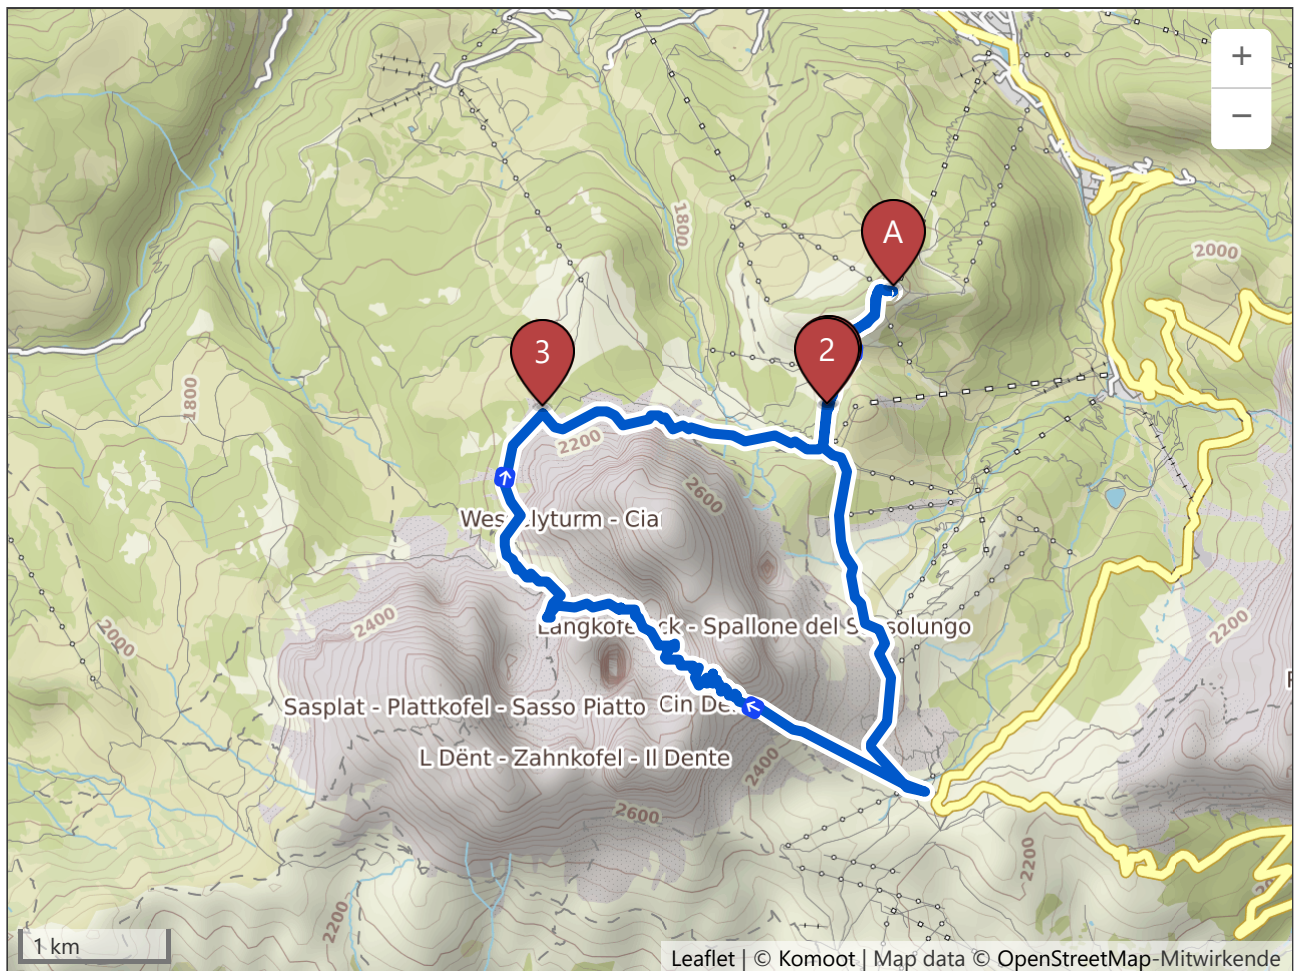 +
−
A
2
3
1800
2000
1800
2200
2600
Wes
elyturm - Cia
2400
2000
Langkofe
ck - Spallone del S
solungo
2200
Sasplat - Plattkofel - Sasso Piatto
Cin De
L Dënt - Zahnkofel - Il Dente
2400
2600
2200
2200
1 km
Leaflet | © Komoot | Map data © OpenStreetMap-Mitwirkende